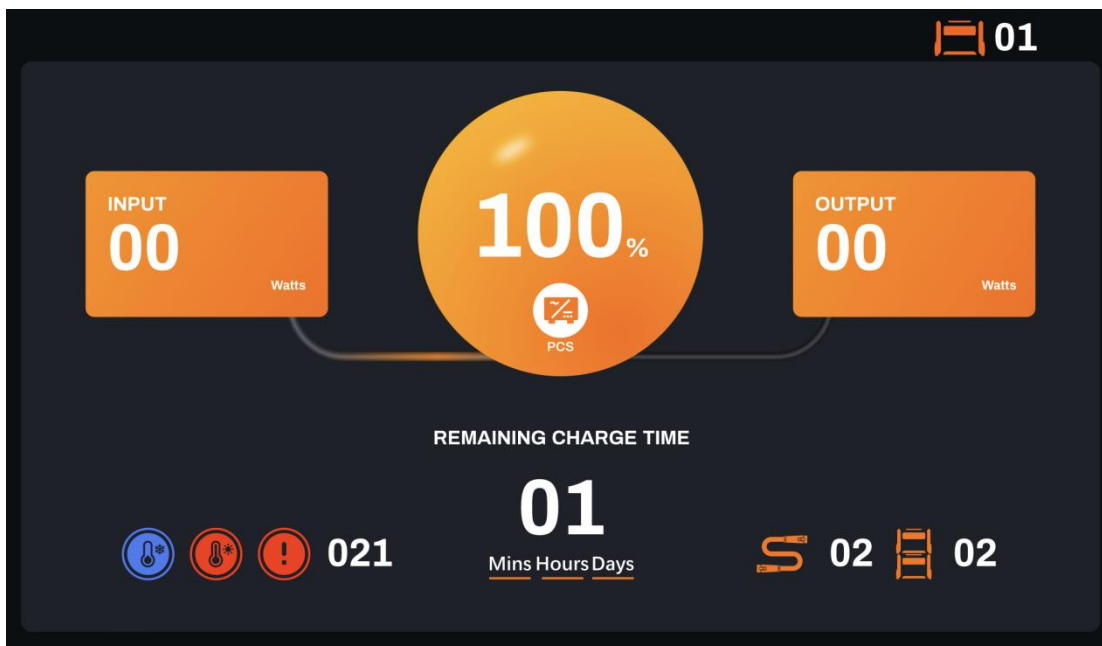 01
INPUT
00
Watts
100%
PCS
OUTPUT
00
Watts
REMAINING CHARGE TIME
01
Mins Hours Days
021
02
02